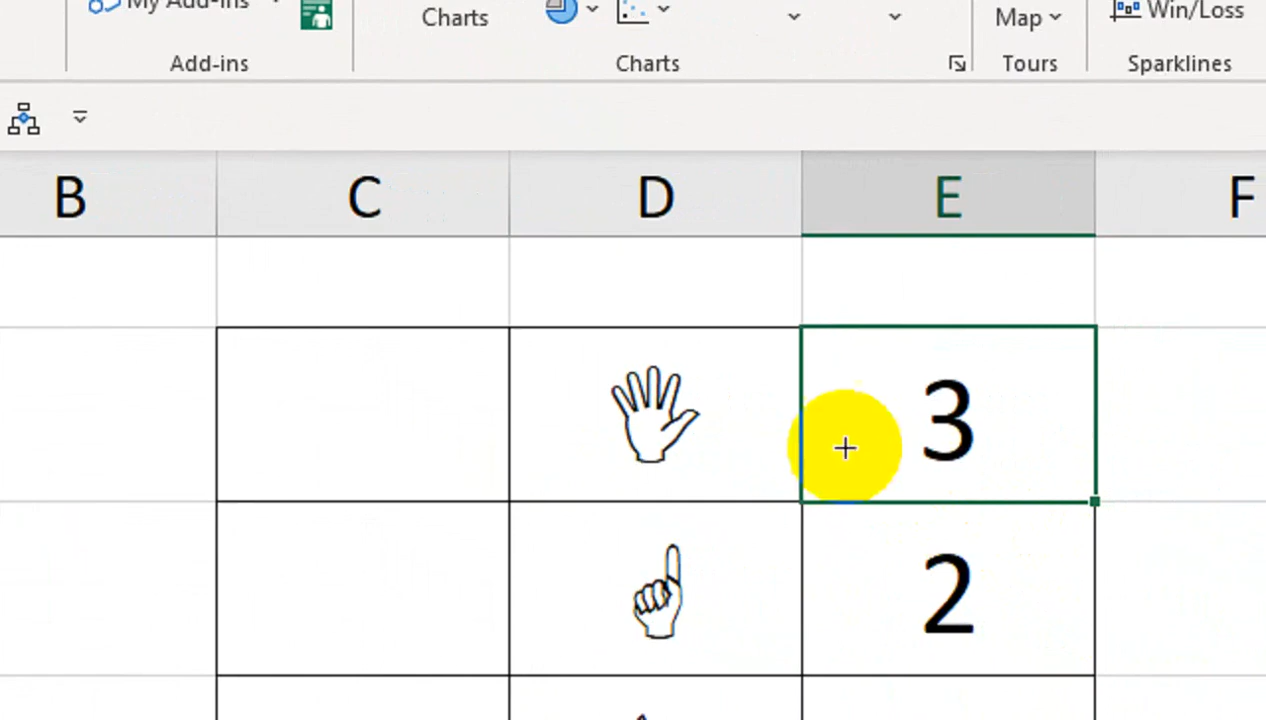 My Add-ins
Charts
Map
Win/Loss
Add-ins
Charts
Tours
Sparklines
B C D E F
3
2